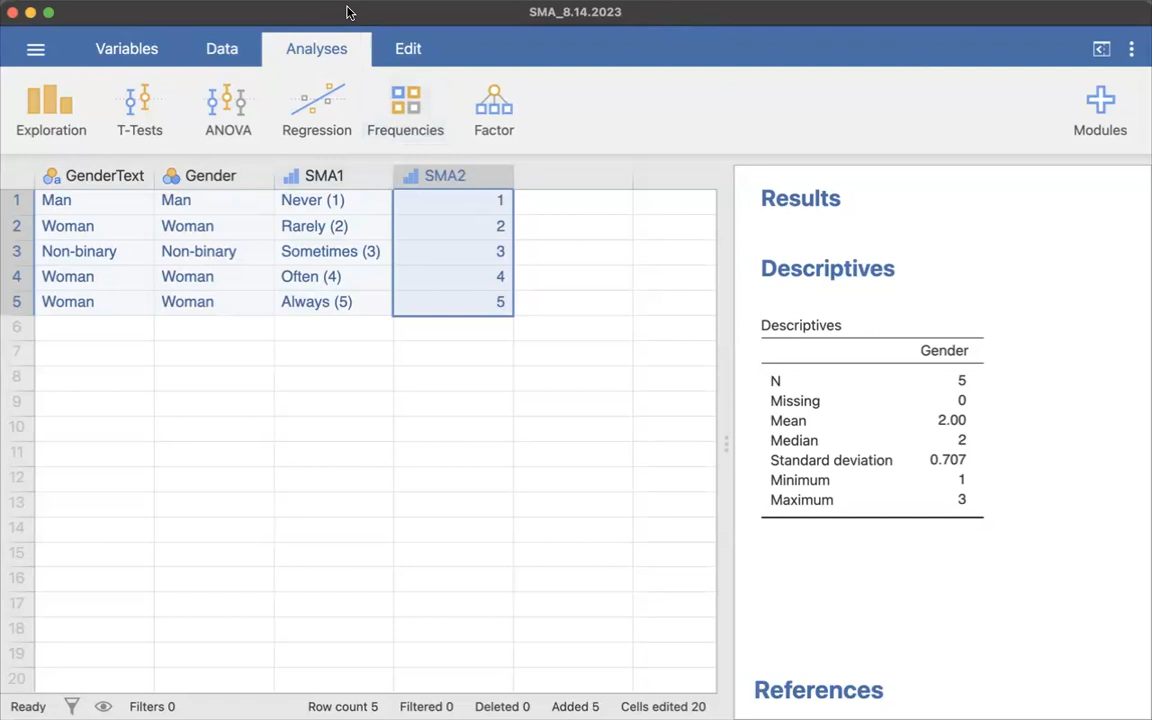 SMA_8.14.2023
Variables Data Analyses Edit
Exploration T-Tests ANOVA Regression Frequencies Factor Modules
GenderText Gender SMA1 SMA2
1 Man Man Never (1) 1
2 Woman Woman Rarely (2) 2
3 Non-binary Non-binary Sometimes (3) 3
4 Woman Woman Often (4) 4
5 Woman Woman Always (5) 5
6
7
8
9
10
11
12
13
14
15
16
17
18
19
20
Results
Descriptives
Descriptives
Gender
N 5
Missing 0
Mean 2.00
Median 2
Standard deviation 0.707
Minimum 1
Maximum 3
References
Ready Filters 0 Row count 5 Filtered 0 Deleted 0 Added 5 Cells edited 20